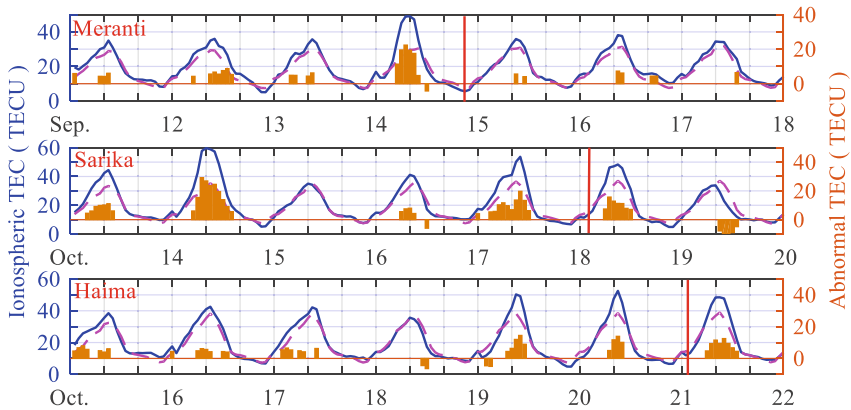 Ionospheric TEC ( TECU )
Abnormal TEC ( TECU )
Meranti
40
20
0
40
20
0
Sep. 12 13 14 15 16 17 18
Sarika
60
40
20
0
40
20
0
Oct. 14 15 16 17 18 19 20
Haima
60
40
20
0
40
20
0
Oct. 16 17 18 19 20 21 22